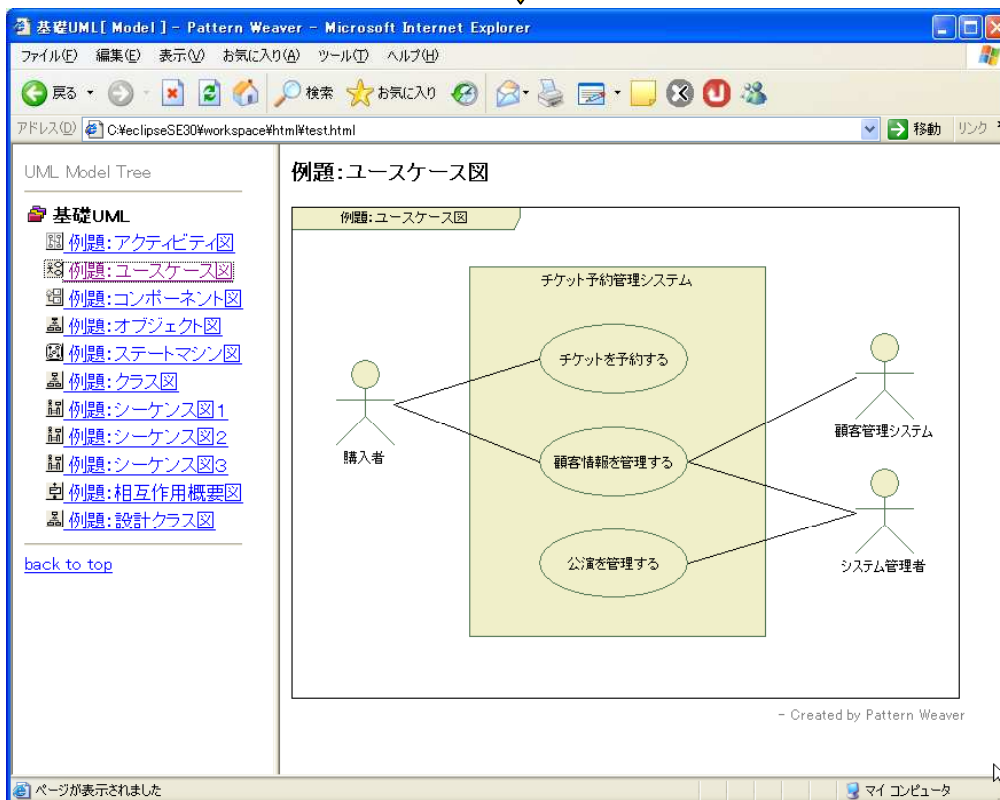 基礎UML[ Model ] - Pattern Weaver - Microsoft Internet Explorer
ファイル(F) 編集(E) 表示(V) お気に入り(A) ツール(T) ヘルプ(H)
戻る 検索 お気に入り
アドレス(D) C:¥eclipseSE30¥workspace¥html¥test.html 移動 リンク
UML Model Tree
基礎UML
例題:アクティビティ図
例題:ユースケース図
例題:コンポーネント図
例題:オブジェクト図
例題:ステートマシン図
例題:クラス図
例題:シーケンス図1
例題:シーケンス図2
例題:シーケンス図3
例題:相互作用概要図
例題:設計クラス図
back to top
例題:ユースケース図
例題:ユースケース図
チケット予約管理システム
チケットを予約する
購入者
顧客管理システム
顧客情報を管理する
公演を管理する
システム管理者
- Created by Pattern Weaver
ページが表示されました マイ コンピュータ